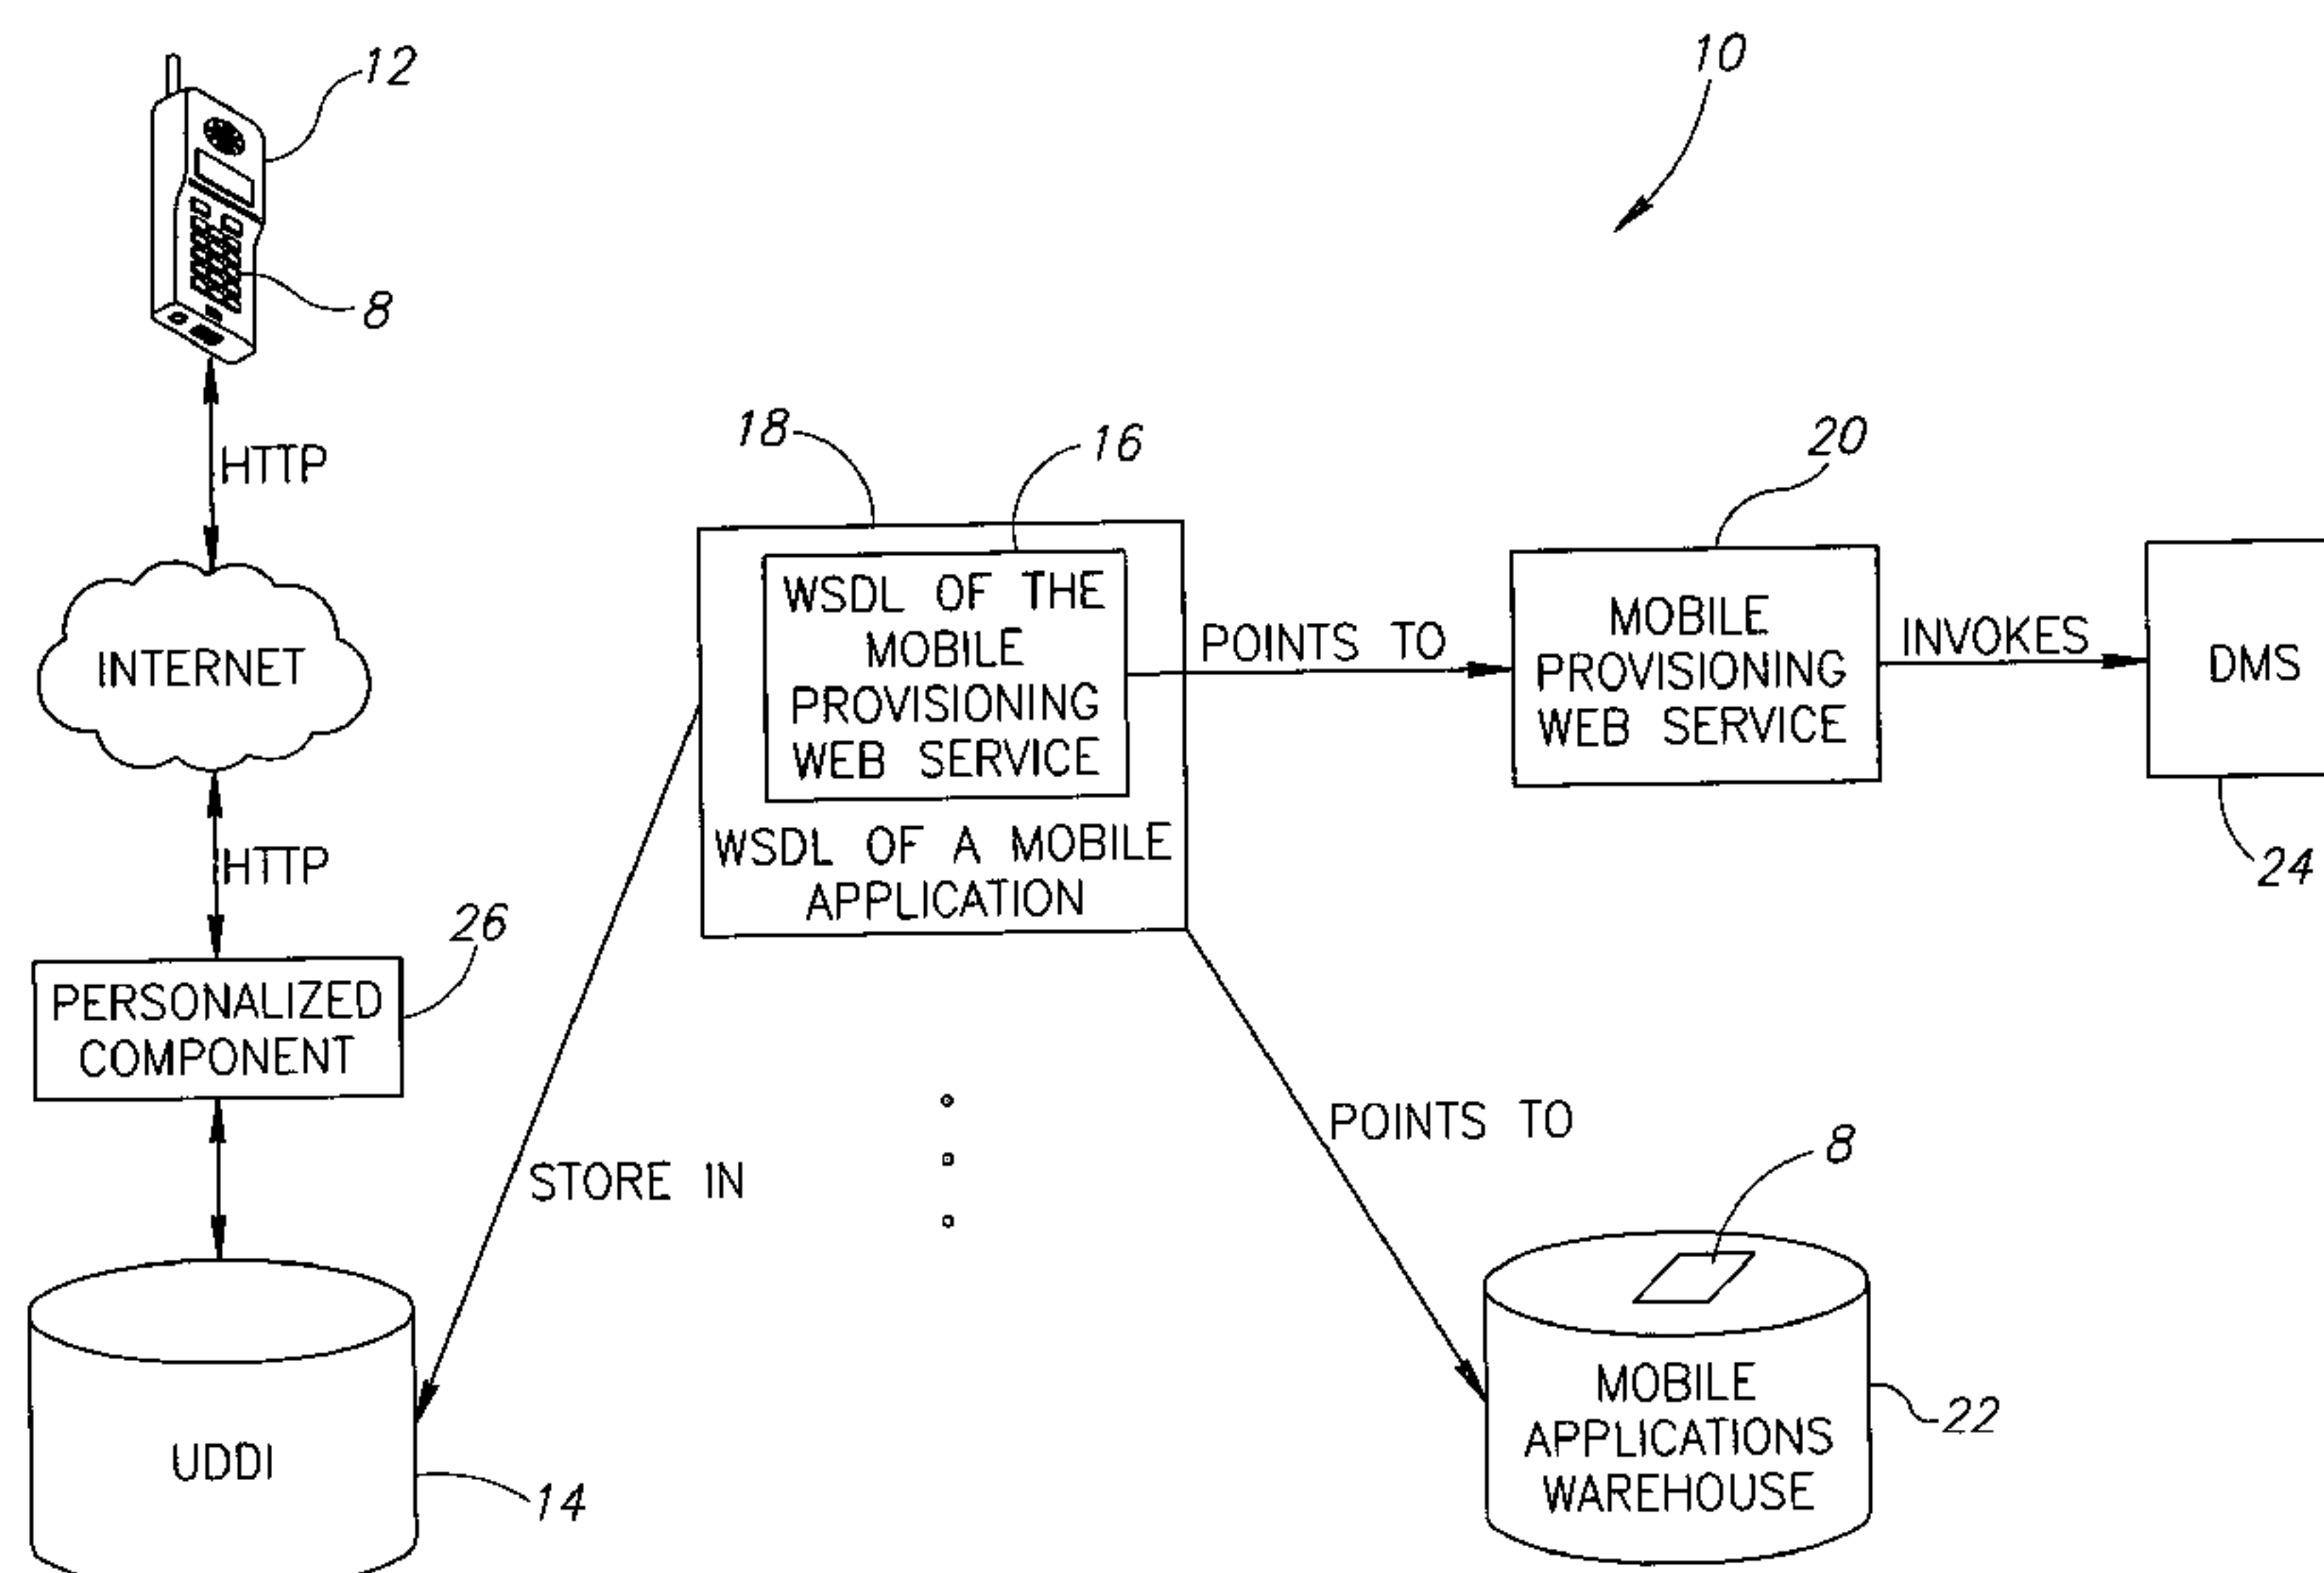 10
12
8
HTTP
18
16
20
WSDL OF THE
MOBILE
PROVISIONING
WEB SERVICE
WSDL OF A MOBILE
APPLICATION
POINTS TO
MOBILE
PROVISIONING
WEB SERVICE
INVOKES
DMS
24
INTERNET
HTTP
26
PERSONALIZED
COMPONENT
STORE IN
POINTS TO
8
UDDI
14
MOBILE
APPLICATIONS
WAREHOUSE
22